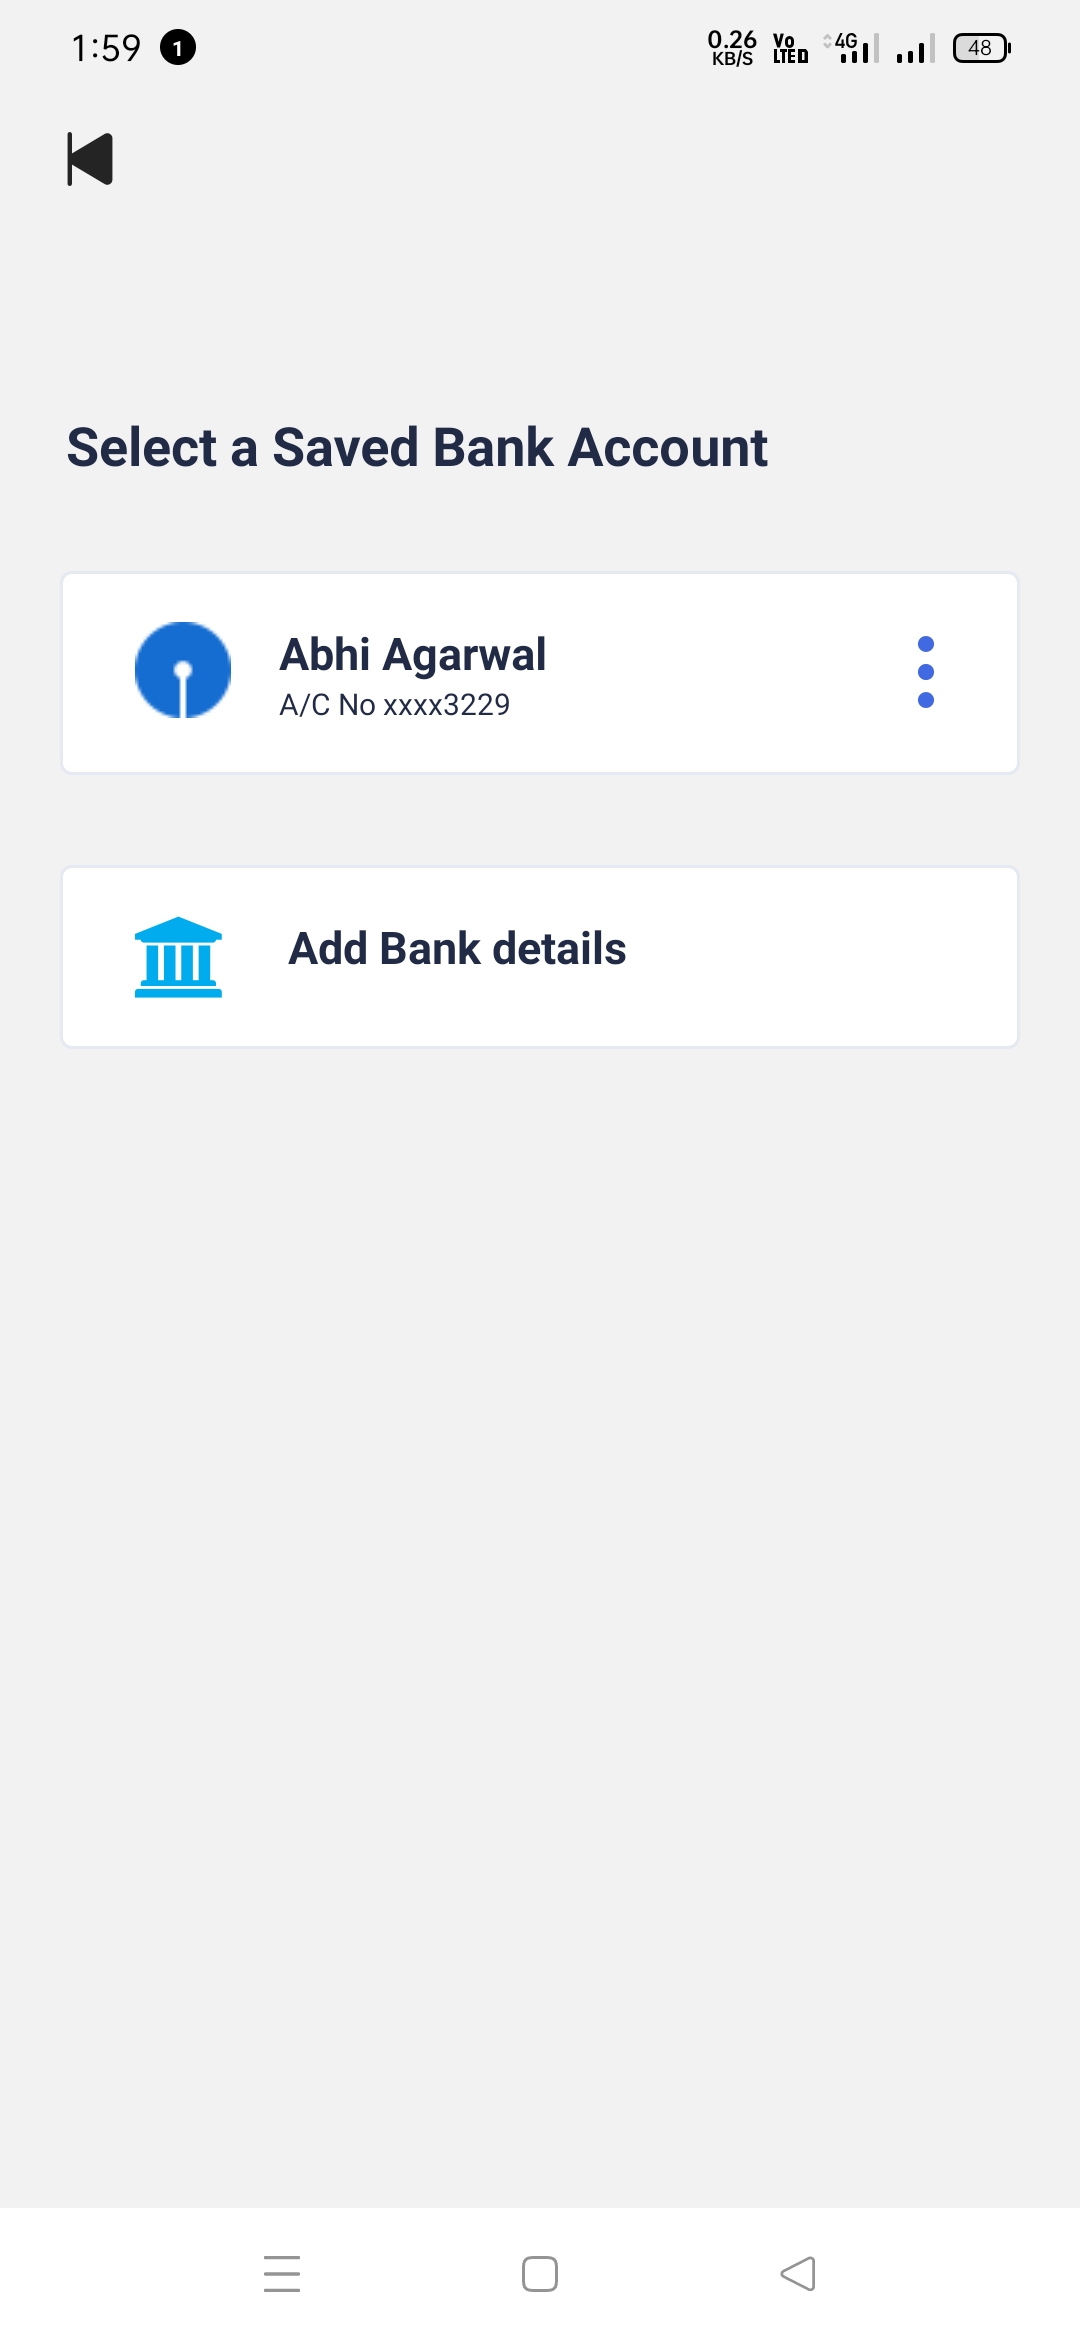 1:59 1 0.26 KB/S Vo LTED 4G 48
Select a Saved Bank Account
Abhi Agarwal
A/C No xxxx3229
Add Bank details